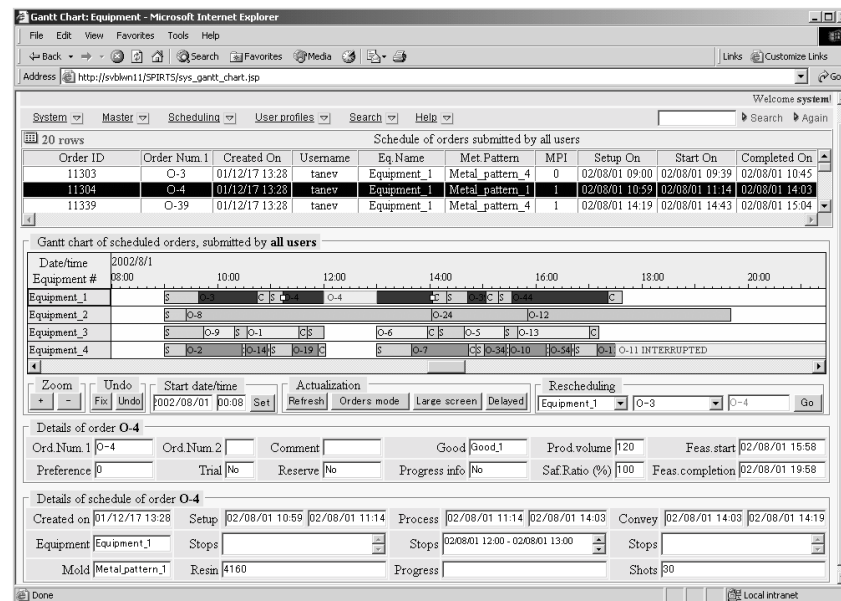 Gantt Chart: Equipment - Microsoft Internet Explorer
File Edit View Favorites Tools Help
Back Search Favorites Media Links Customize Links
Address http://svblwn11/SPIRTS/sys_gantt_chart.jsp Go
Welcome system!
System Master Scheduling User profiles Search Help Search Again
20 rows Schedule of orders submitted by all users
Order ID Order Num.1 Created On Username Eq.Name Met.Pattern MPI Setup On Start On Completed On
11303 O-3 01/12/17 13:28 tanev Equipment_1 Metal_pattern_4 0 02/08/01 09:00 02/08/01 09:39 02/08/01 10:45
11304 O-4 01/12/17 13:28 tanev Equipment_1 Metal_pattern_1 1 02/08/01 10:59 02/08/01 11:14 02/08/01 14:03
11339 O-39 01/12/17 13:28 tanev Equipment_1 Metal_pattern_4 1 02/08/01 14:19 02/08/01 14:43 02/08/01 15:04
Gantt chart of scheduled orders, submitted by all users
Date/time 2002/8/1
Equipment # 08:00 10:00 12:00 14:00 16:00 18:00 20:00
Equipment_1 S O-3 C S O-4 O-4 C S O-3 C S O-44 C
Equipment_2 S O-8 O-24 O-12
Equipment_3 S O-9 S O-1 C S O-6 C S O-5 S O-13 C
Equipment_4 S O-2 O-14 S O-19 C S O-7 C S O-34 O-10 O-54 S O-1 O-11 INTERRUPTED
Zoom Undo Start date/time Actualization Rescheduling
+ - Fix Undo 2002/08/01 00:08 Set Refresh Orders mode Large screen Delayed Equipment_1 O-3 O-4 Go
Details of order O-4
Ord.Num.1 O-4 Ord.Num.2 Comment Good Good_1 Prod.volume 120 Feas.start 02/08/01 15:58
Preference 0 Trial No Reserve No Progress info No Saf.Ratio (%) 100 Feas.completion 02/08/01 19:58
Details of schedule of order O-4
Created on 01/12/17 13:28 Setup 02/08/01 10:59 02/08/01 11:14 Process 02/08/01 11:14 02/08/01 14:03 Convey 02/08/01 14:03 02/08/01 14:19
Equipment Equipment_1 Stops Stops 02/08/01 12:00 - 02/08/01 13:00 Stops
Mold Metal_pattern_1 Resin 4160 Progress Shots 30
Done Local intranet